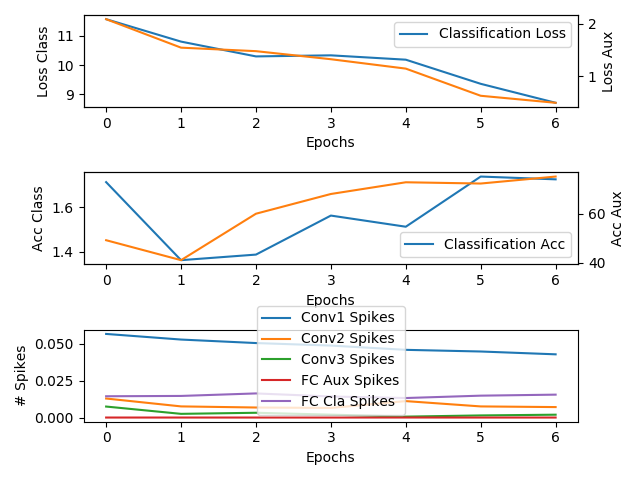 Loss Class
11
10
9
Classification Loss
2
1
Loss Aux
0 1 2 3 4 5 6
Epochs
Acc Class
1.6
1.4
Classification Acc
60
40
Acc Aux
0 1 2 3 4 5 6
Epochs
# Spikes
0.050
0.025
0.000
Conv1 Spikes
Conv2 Spikes
Conv3 Spikes
FC Aux Spikes
FC Cla Spikes
0 1 2 3 4 5 6
Epochs